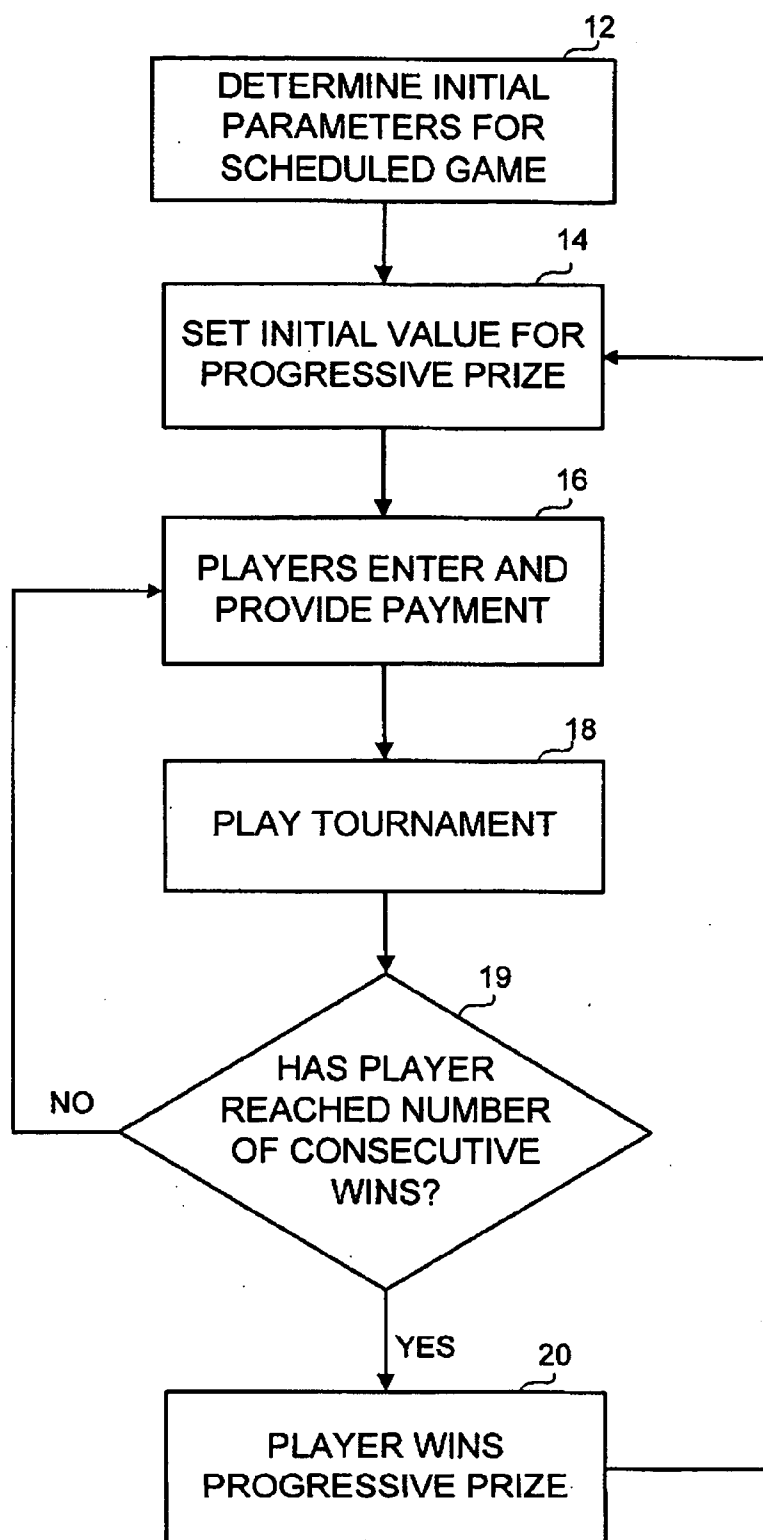 12
DETERMINE INITIAL
PARAMETERS FOR
SCHEDULED GAME
14
SET INITIAL VALUE FOR
PROGRESSIVE PRIZE
16
PLAYERS ENTER AND
PROVIDE PAYMENT
18
PLAY TOURNAMENT
19
HAS PLAYER
REACHED NUMBER
OF CONSECUTIVE
WINS?
NO
YES
20
PLAYER WINS
PROGRESSIVE PRIZE